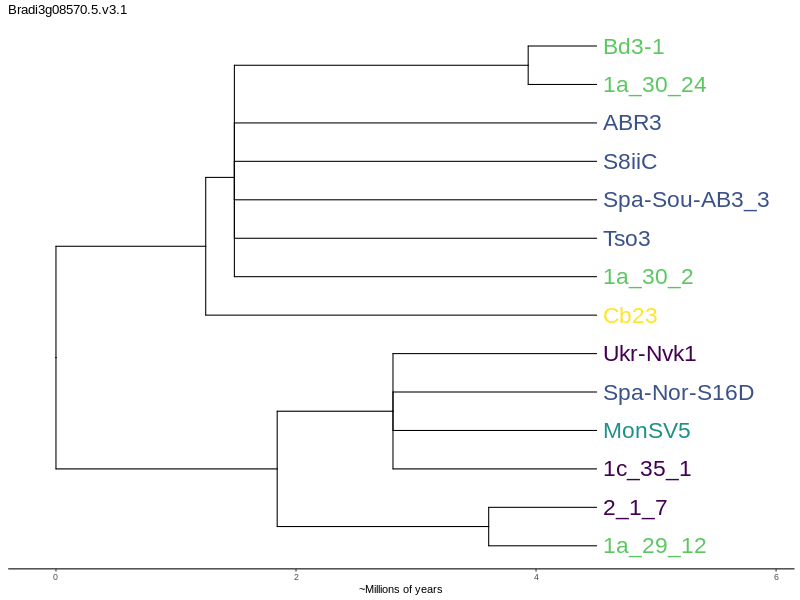 Bradi3g08570.5.v3.1
Bd3-1
1a_30_24
ABR3
S8iiC
Spa-Sou-AB3_3
Tso3
1a_30_2
Cb23
Ukr-Nvk1
Spa-Nor-S16D
MonSV5
1c_35_1
2_1_7
1a_29_12
0 2 4 6
~Millions of years